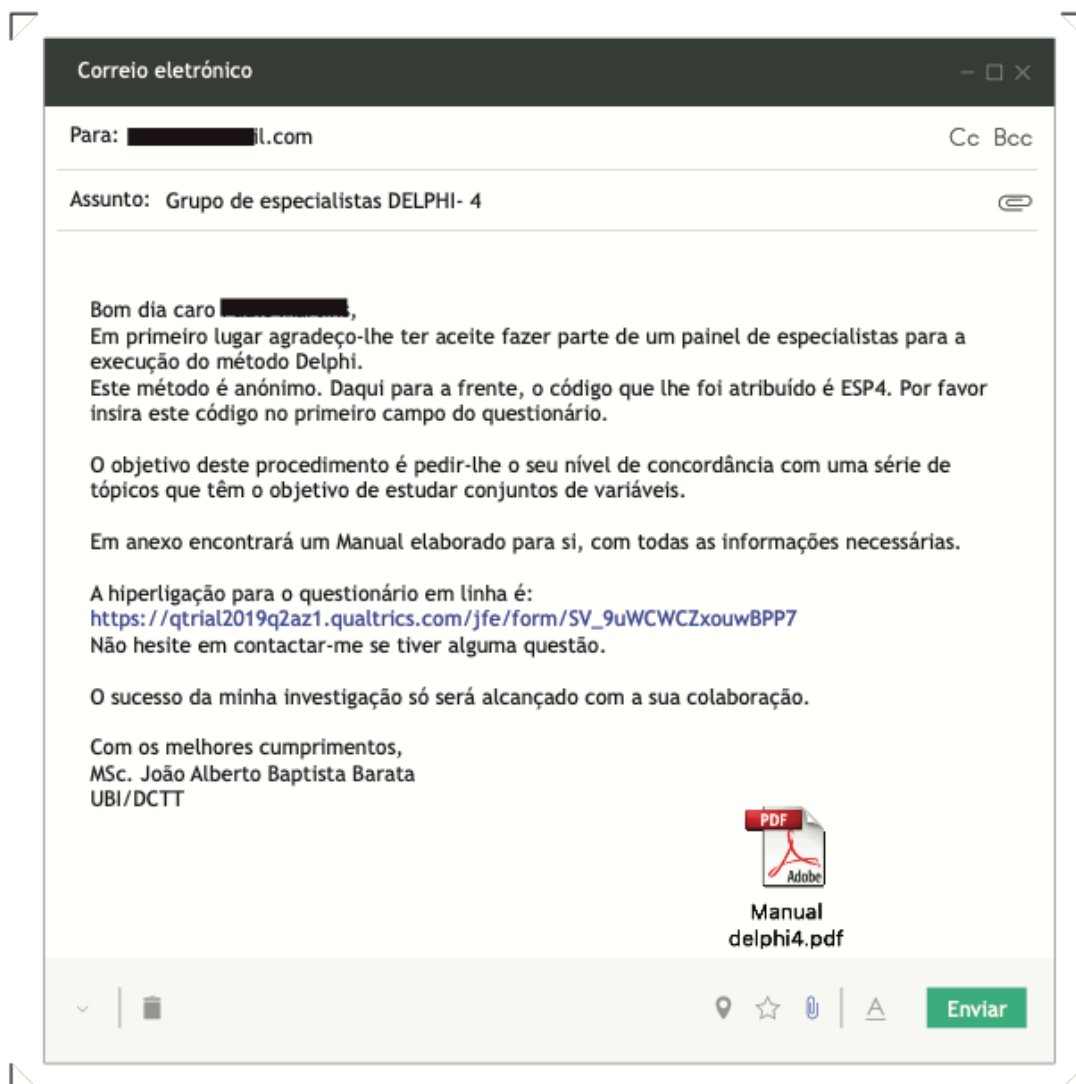 Correio eletrónico
Para: il.com
Cc Bcc
Assunto: Grupo de especialistas DELPHI- 4
Bom dia caro ,
Em primeiro lugar agradeço-lhe ter aceite fazer parte de um painel de especialistas para a
execução do método Delphi.
Este método é anónimo. Daqui para a frente, o código que lhe foi atribuído é ESP4. Por favor
insira este código no primeiro campo do questionário.
O objetivo deste procedimento é pedir-lhe o seu nível de concordância com uma série de
tópicos que têm o objetivo de estudar conjuntos de variáveis.
Em anexo encontrará um Manual elaborado para si, com todas as informações necessárias.
A hiperligação para o questionário em linha é:
https://qtrial2019q2az1.qualtrics.com/jfe/form/SV_9uWCWCZxouwBPP7
Não hesite em contactar-me se tiver alguma questão.
O sucesso da minha investigação só será alcançado com a sua colaboração.
Com os melhores cumprimentos,
MSc. João Alberto Baptista Barata
UBI/DCTT
PDF
Adobe
Manual
delphi4.pdf
A
Enviar